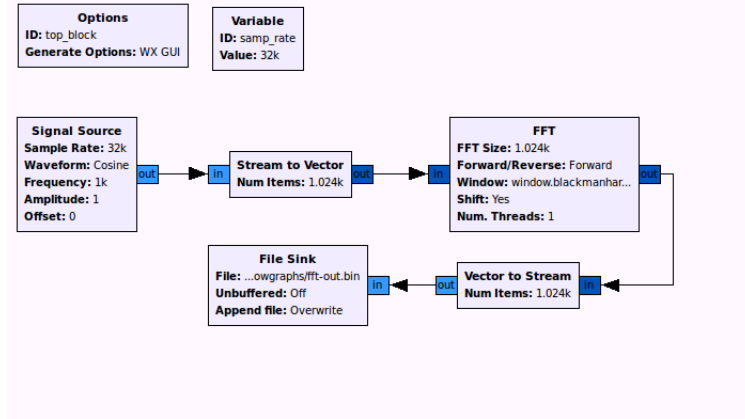 Options
ID: top_block
Generate Options: WX GUI
Variable
ID: samp_rate
Value: 32k
Signal Source
Sample Rate: 32k
Waveform: Cosine
Frequency: 1k
Amplitude: 1
Offset: 0
out
in
Stream to Vector
Num Items: 1.024k
out
in
FFT
FFT Size: 1.024k
Forward/Reverse: Forward
Window: window.blackmanhar...
Shift: Yes
Num. Threads: 1
out
File Sink
File: ...owgraphs/fft-out.bin
Unbuffered: Off
Append file: Overwrite
in
out
Vector to Stream
Num Items: 1.024k
in